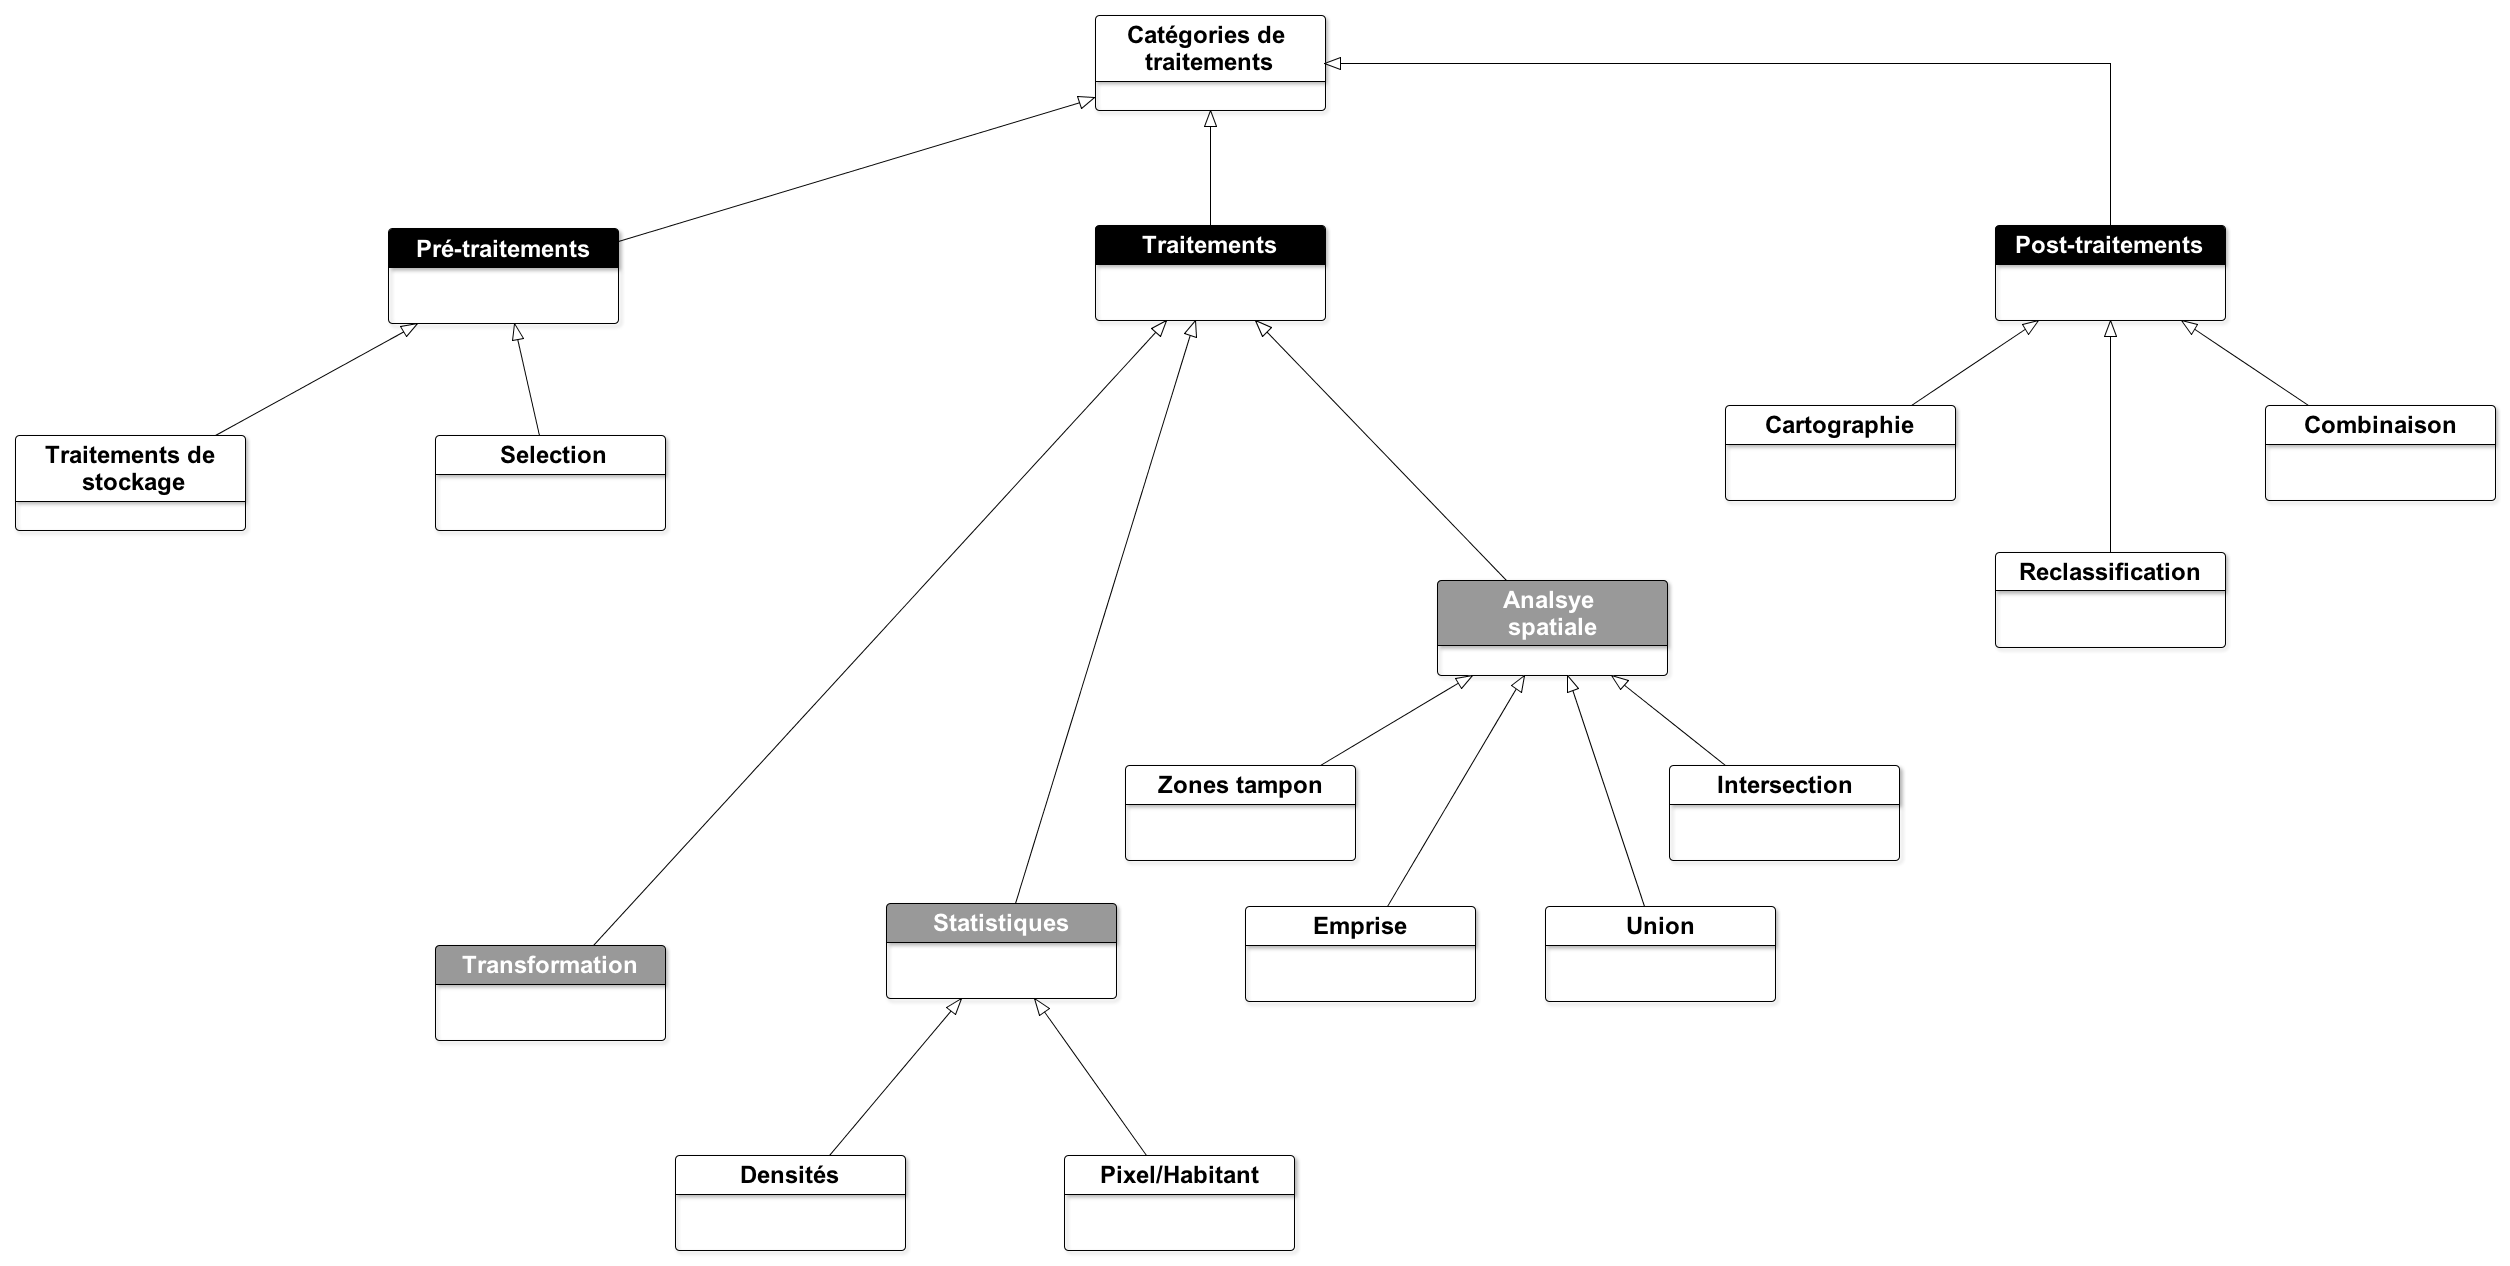 Catégories de
traitements
Pré-traitements
Traitements
Post-traitements
Traitements de
stockage
Selection
Cartographie
Combinaison
Reclassification
Analsye
spatiale
Zones tampon
Intersection
Emprise
Union
Statistiques
Transformation
Densités
Pixel/Habitant